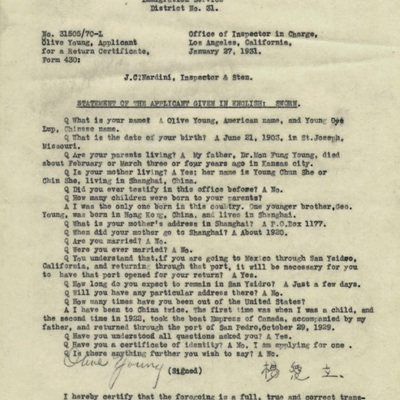 Immigration Service
District No. 31.
No. 31505/70-L
Office of Inspector in Charge,
Olive Young, Applicant
Los Angeles, California,
for a Return Certificate,
January 27, 1931.
Form 430:
J.C.Nardini, Inspector & Sten.
STATEMENT OF THE APPLICANT GIVEN IN ENGLISH: SWORN.
Q What is your name? A Olive Young, American name, and Young Oye
Lup, Chinese name.
Q What is the date of your birth? A June 21, 1903, in St.Joseph,
Missouri.
Q Are your parents living? A My father, Dr.Mon Fung Young, died
about February or March three or four years ago in Kansas city.
Q Is your mother living? A Yes; her name is Young Chun She or
Chin She, living in Shanghai, China.
Q Did you ever testify in this office before? A No.
Q How many children were born to your parents?
A I was the only one born in this country. One younger brother,Geo.
Young, was born in Hong Kong, China, and lives in Shanghai.
Q What is your mother's address in Shanghai? A P.O.Box 1177.
Q When did your mother go to Shanghai? A About 1920.
Q Are you married? A No.
Q Were you ever married? A No.
Q You understand that,if you are going to Mexico through San Ysidro,
California, and returning through that port, it will be necessary for you
to have that port opened for your return? A Yes.
Q How long do you expect to remain in San Ysidro? A Just a few days.
Q Will you have any particular address there? A No.
Q How many times have you been out of the United States?
A I have been to China twice. The first time was when I was a child, and
the second time in 1922, took the boat Empress of Canada, accompanied by my
father, and returned through the port of San Pedro,October 29, 1929.
Q Have you understood all questions asked you? A Yes.
Q Have you a certificate of identity? A No. I am applying for one.
Q Is there anything further you wish to say? A No.
Olive Young
(Signed)
楊愛立
I hereby certify that the foregoing is a full, true and correct trans-